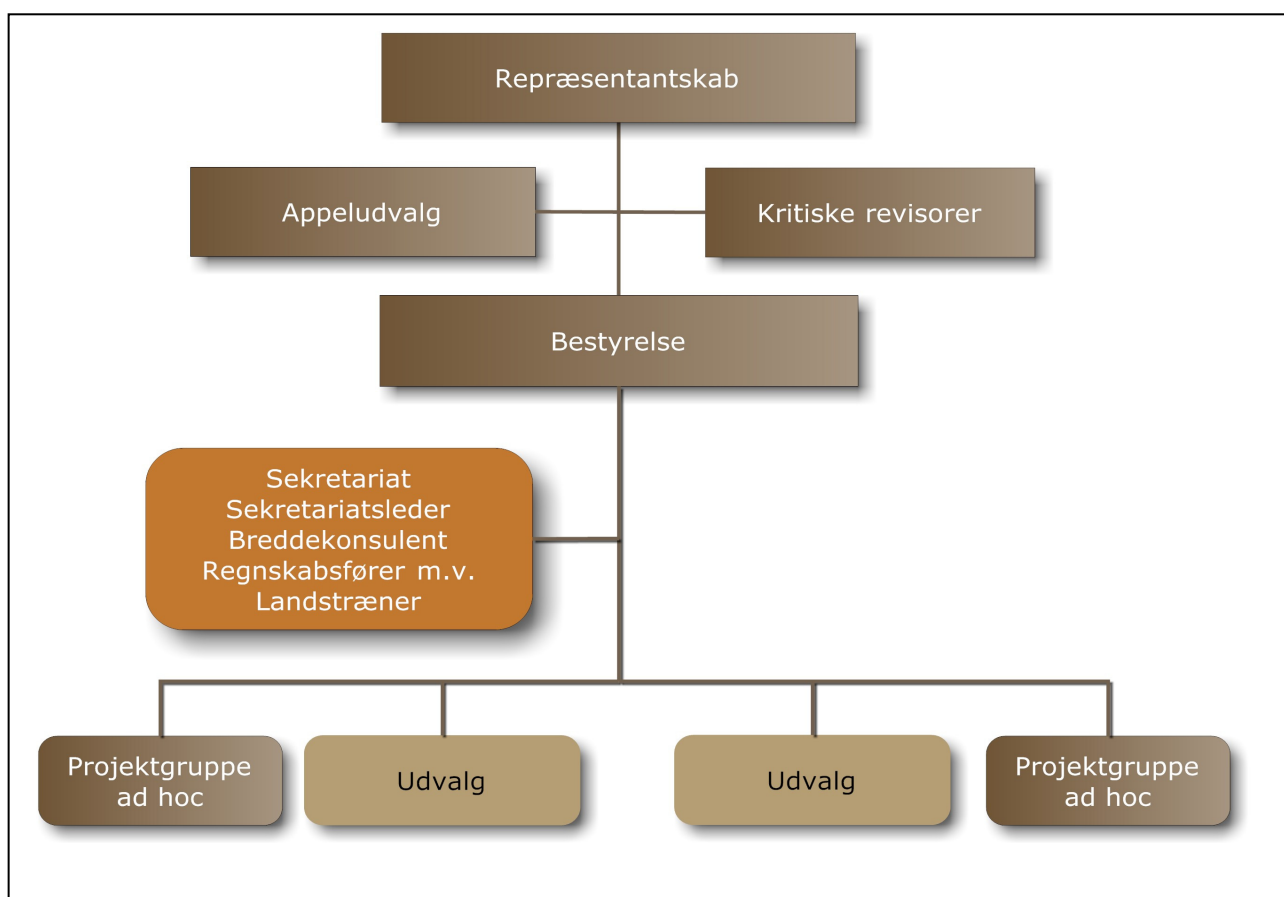 Repræsentantskab
Appeludvalg
Kritiske revisorer
Bestyrelse
Sekretariat
Sekretariatsleder
Breddekonsulent
Regnskabsfører m.v.
Landstræner
Projektgruppe
ad hoc
Udvalg
Udvalg
Projektgruppe
ad hoc